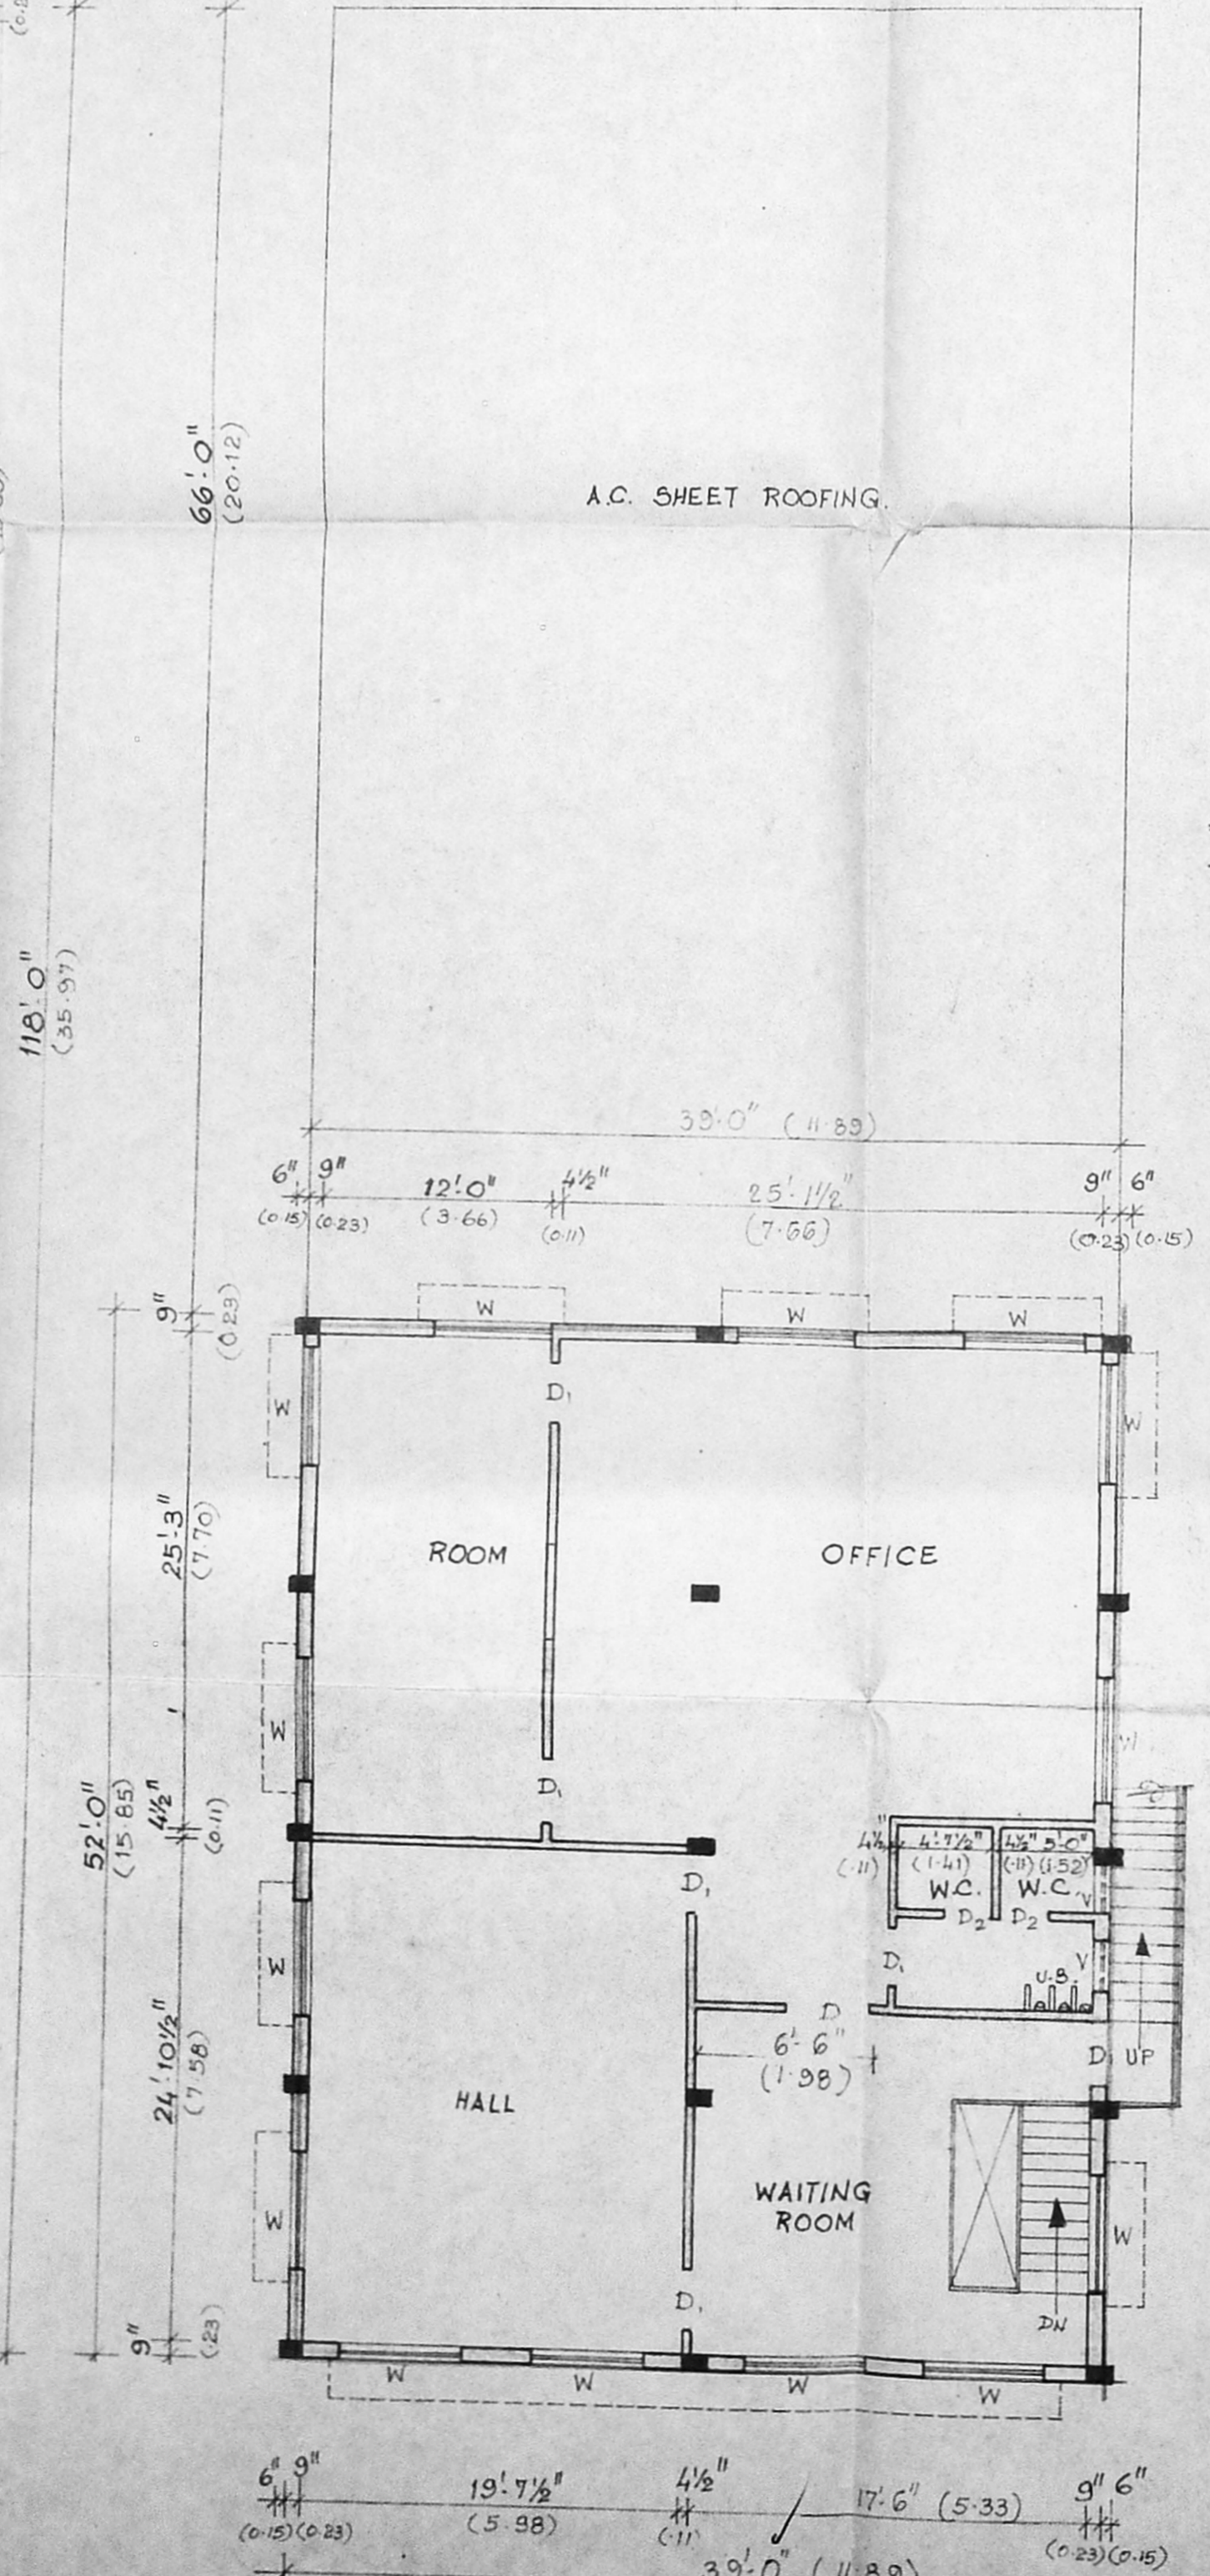 66'-0"
(20.12)
A.C. SHEET ROOFING.
118'-0"
(35.97)
39'-0" (11.89)
6" 9" 12'-0" 4½" 25'-1½" 9" 6"
(0.15) (0.23) (3.66) (0.11) (7.66) (0.23) (0.15)
9"
(0.23)
W W W
D₁
W W
25'-3"
(7.70)
ROOM OFFICE
W W
D₁
52'-0"
(15.85)
4½"
(0.11)
4½" 4'-7½" 4½" 5'-0"
(.11) (1.41) (.11) (1.52)
D₁ W.C. W.C. V
D₂ D₂
W D₁ V
U.B.
D
6'-6"
(1.98)
D UP
24'-10½"
(7.58)
HALL
WAITING
ROOM
W W
D₁ DN
9"
(.23)
W W W W
6" 9" 19'-7½" 4½" 17'-6" (5.33) 9" 6"
(0.15) (0.23) (5.98) (.11) (0.23) (0.15)
39'-0" (11.89)